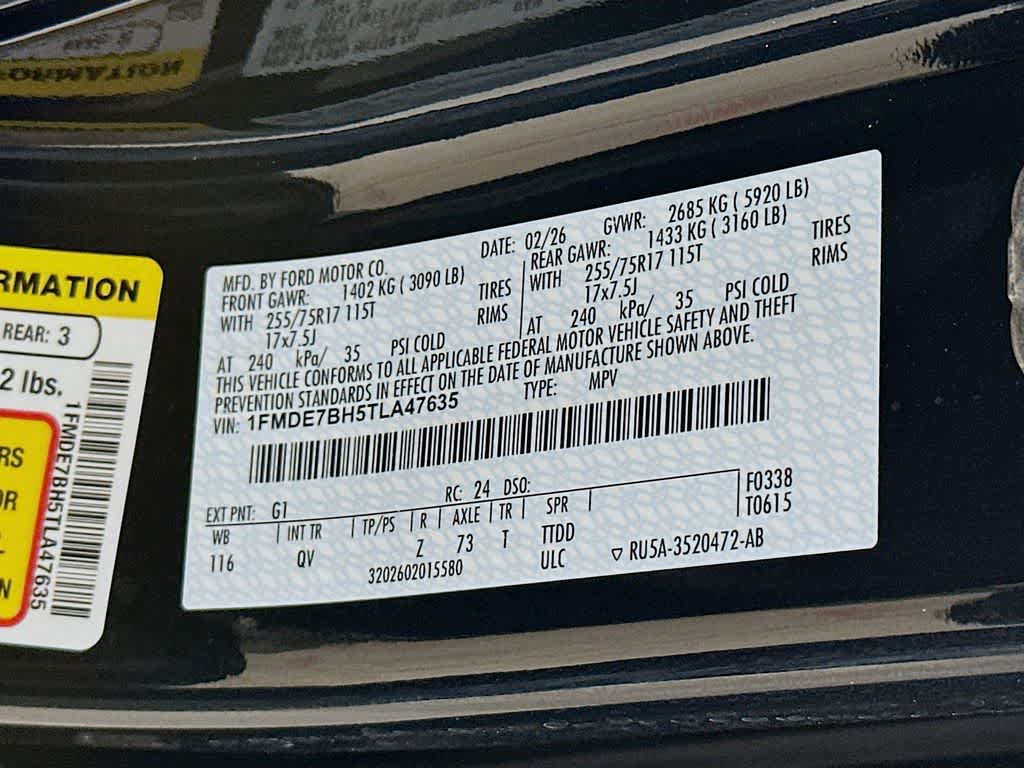 RMATION
REAR: 3
2 lbs.
RS
OR
N
1FMDE7BH5TLA47635
MFD. BY FORD MOTOR CO. DATE: 02/26 GVWR: 2685 KG ( 5920 LB)
FRONT GAWR: 1402 KG ( 3090 LB) REAR GAWR: 1433 KG ( 3160 LB)
WITH 255/75R17 115T TIRES WITH 255/75R17 115T TIRES
17x7.5J RIMS 17x7.5J RIMS
AT 240 kPa/ 35 PSI COLD AT 240 kPa/ 35 PSI COLD
THIS VEHICLE CONFORMS TO ALL APPLICABLE FEDERAL MOTOR VEHICLE SAFETY AND THEFT
PREVENTION STANDARDS IN EFFECT ON THE DATE OF MANUFACTURE SHOWN ABOVE.
VIN: 1FMDE7BH5TLA47635 TYPE: MPV
EXT PNT: G1 RC: 24 DSO: F0338
WB INT TR TP/PS R AXLE TR SPR T0615
116 QV Z 73 T TTDD
3202602015580 ULC ▽ RU5A-3520472-AB